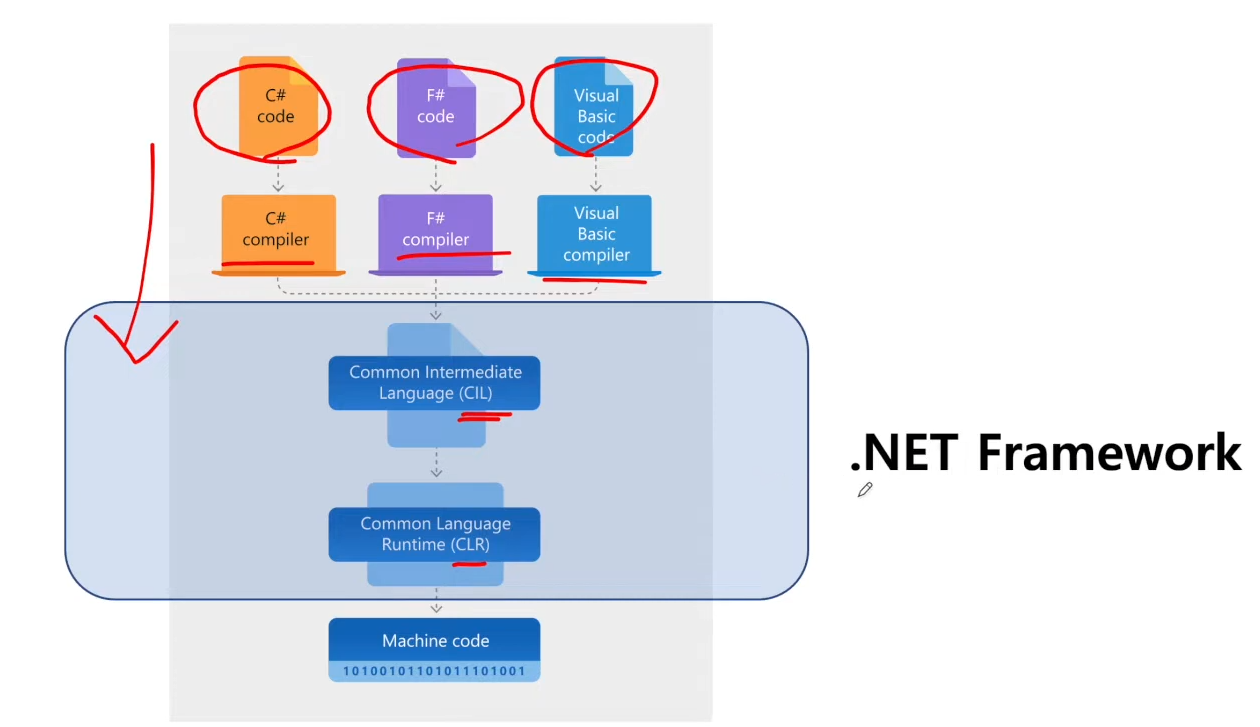 C#
code
F#
code
Visual
Basic
code
C#
compiler
F#
compiler
Visual
Basic
compiler
Common Intermediate
Language (CIL)
.NET Framework
Common Language
Runtime (CLR)
Machine code
10100101101011101001